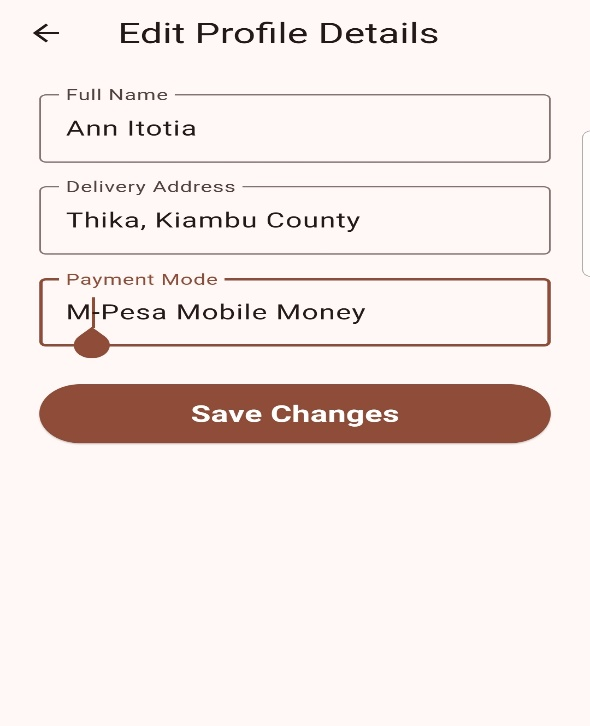 Edit Profile Details
Full Name
Ann Itotia
Delivery Address
Thika, Kiambu County
Payment Mode
M-Pesa Mobile Money
Save Changes